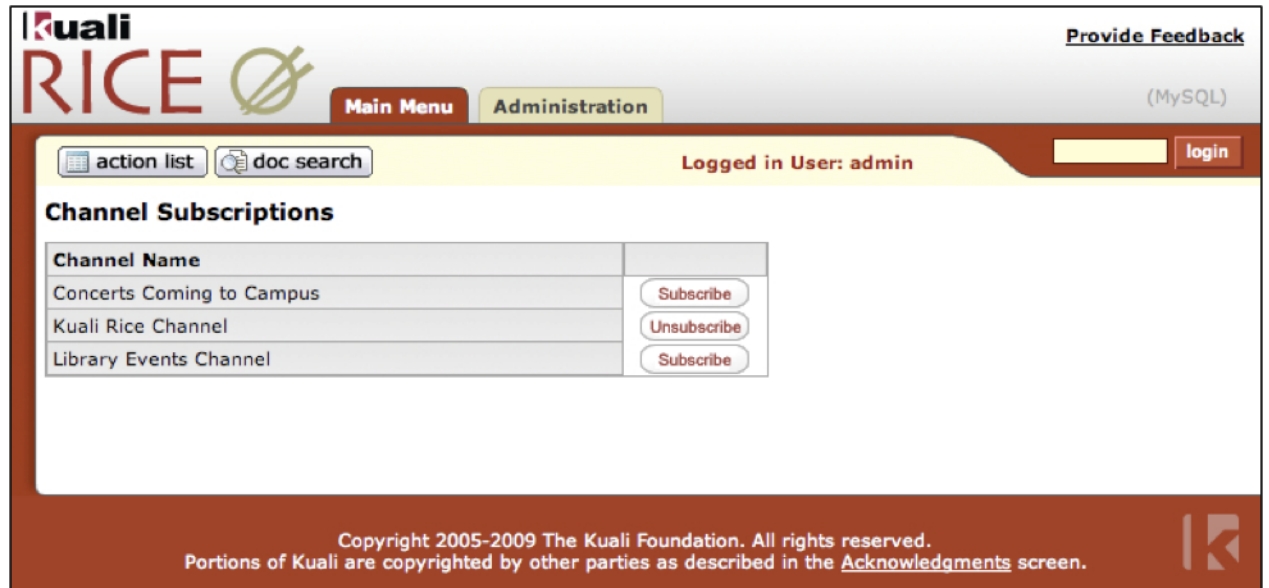 Kuali
RICE
Provide Feedback
Main Menu Administration (MySQL)
action list doc search Logged in User: admin login
Channel Subscriptions
Channel Name
Concerts Coming to Campus Subscribe
Kuali Rice Channel Unsubscribe
Library Events Channel Subscribe
Copyright 2005-2009 The Kuali Foundation. All rights reserved.
Portions of Kuali are copyrighted by other parties as described in the Acknowledgments screen.